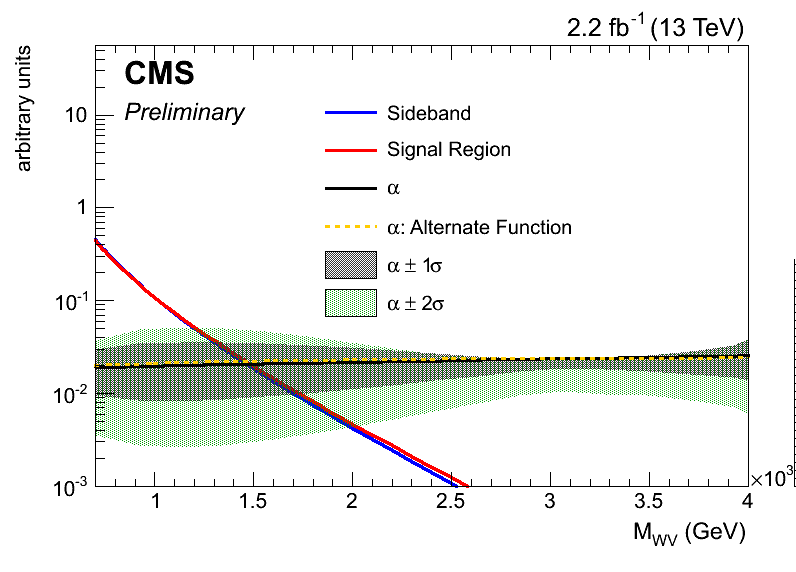 2.2 fb⁻¹ (13 TeV)
arbitrary units
CMS
Preliminary
Sideband
Signal Region
α
α: Alternate Function
α ± 1σ
α ± 2σ
10
1
10⁻¹
10⁻²
10⁻³
1 1.5 2 2.5 3 3.5 4
×10³
M_WV (GeV)